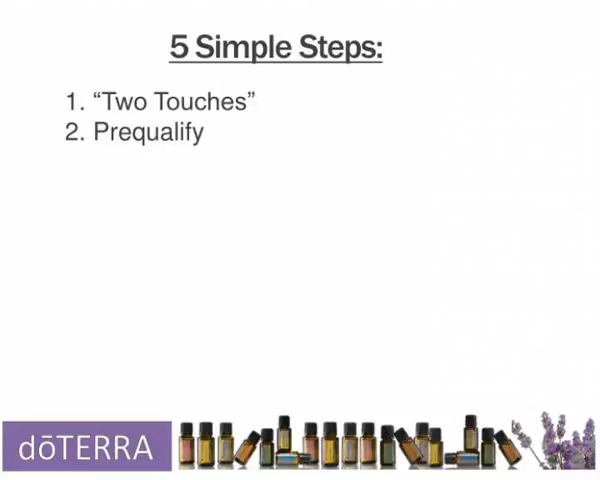 5 Simple Steps:
1. “Two Touches”
2. Prequalify
dōTERRA